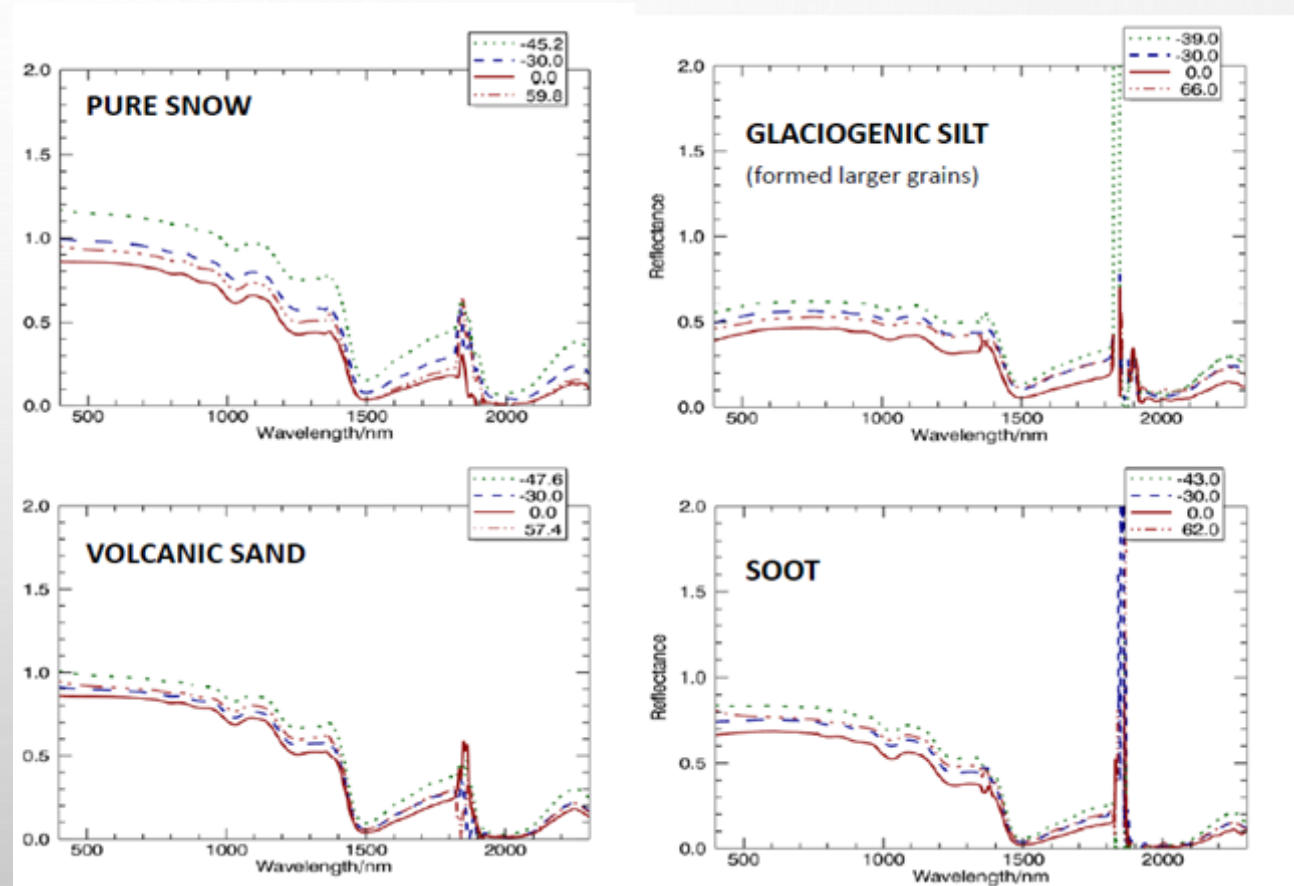 -45.2
-30.0
0.0
59.8
PURE SNOW
2.0
1.5
1.0
0.5
0.0
500 1000 1500 2000
Wavelength/nm
-39.0
-30.0
0.0
66.0
GLACIOGENIC SILT
(formed larger grains)
Reflectance
2.0
1.5
1.0
0.5
0.0
500 1000 1500 2000
Wavelength/nm
-47.6
-30.0
0.0
57.4
VOLCANIC SAND
2.0
1.5
1.0
0.5
0.0
500 1000 1500 2000
Wavelength/nm
-43.0
-30.0
0.0
62.0
SOOT
Reflectance
2.0
1.5
1.0
0.5
0.0
500 1000 1500 2000
Wavelength/nm